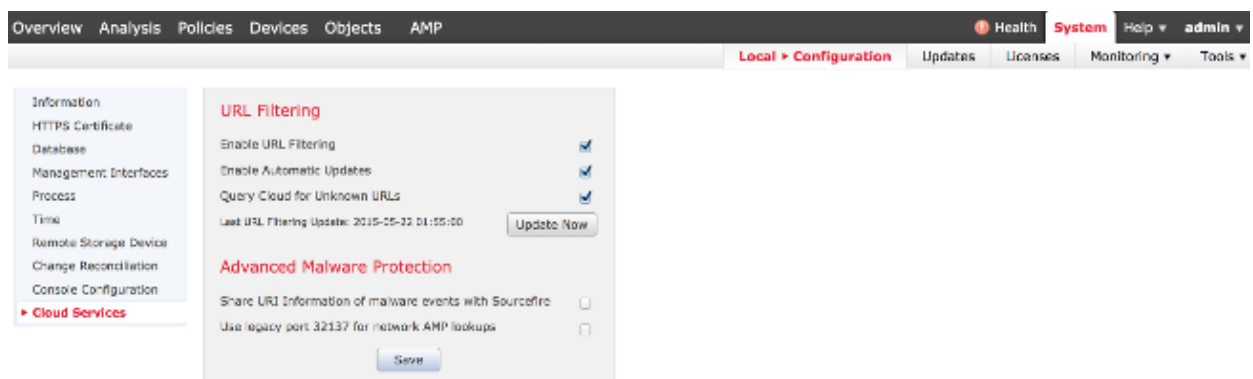 Overview Analysis Policies Devices Objects AMP Health System Help ▾ admin ▾
Local ▸ Configuration Updates Licenses Monitoring ▾ Tools ▾
Information
HTTPS Certificate
Database
Management Interfaces
Process
Time
Remote Storage Device
Change Reconciliation
Console Configuration
▸ Cloud Services
URL Filtering
Enable URL Filtering
Enable Automatic Updates
Query Cloud for Unknown URLs
Last URL Filtering Update: 2015-05-22 01:55:00 Update Now
Advanced Malware Protection
Share URI Information of malware events with Sourcefire
Use legacy port 32137 for network AMP lookups
Save